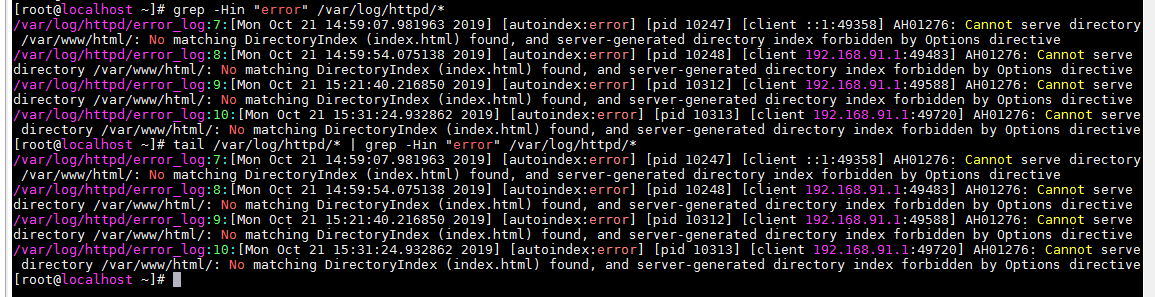 [root@localhost ~]# grep -Hin "error" /var/log/httpd/*
/var/log/httpd/error_log:7:[Mon Oct 21 14:59:07.981963 2019] [autoindex:error] [pid 10247] [client ::1:49358] AH01276: Cannot serve directory
 /var/www/html/: No matching DirectoryIndex (index.html) found, and server-generated directory index forbidden by Options directive
/var/log/httpd/error_log:8:[Mon Oct 21 14:59:54.075138 2019] [autoindex:error] [pid 10248] [client 192.168.91.1:49483] AH01276: Cannot serve
directory /var/www/html/: No matching DirectoryIndex (index.html) found, and server-generated directory index forbidden by Options directive
/var/log/httpd/error_log:9:[Mon Oct 21 15:21:40.216850 2019] [autoindex:error] [pid 10312] [client 192.168.91.1:49588] AH01276: Cannot serve
directory /var/www/html/: No matching DirectoryIndex (index.html) found, and server-generated directory index forbidden by Options directive
/var/log/httpd/error_log:10:[Mon Oct 21 15:31:24.932862 2019] [autoindex:error] [pid 10313] [client 192.168.91.1:49720] AH01276: Cannot serve
 directory /var/www/html/: No matching DirectoryIndex (index.html) found, and server-generated directory index forbidden by Options directive
[root@localhost ~]# tail /var/log/httpd/* | grep -Hin "error" /var/log/httpd/*
/var/log/httpd/error_log:7:[Mon Oct 21 14:59:07.981963 2019] [autoindex:error] [pid 10247] [client ::1:49358] AH01276: Cannot serve directory
 /var/www/html/: No matching DirectoryIndex (index.html) found, and server-generated directory index forbidden by Options directive
/var/log/httpd/error_log:8:[Mon Oct 21 14:59:54.075138 2019] [autoindex:error] [pid 10248] [client 192.168.91.1:49483] AH01276: Cannot serve
directory /var/www/html/: No matching DirectoryIndex (index.html) found, and server-generated directory index forbidden by Options directive
/var/log/httpd/error_log:9:[Mon Oct 21 15:21:40.216850 2019] [autoindex:error] [pid 10312] [client 192.168.91.1:49588] AH01276: Cannot serve
directory /var/www/html/: No matching DirectoryIndex (index.html) found, and server-generated directory index forbidden by Options directive
/var/log/httpd/error_log:10:[Mon Oct 21 15:31:24.932862 2019] [autoindex:error] [pid 10313] [client 192.168.91.1:49720] AH01276: Cannot serve
 directory /var/www/html/: No matching DirectoryIndex (index.html) found, and server-generated directory index forbidden by Options directive
[root@localhost ~]#